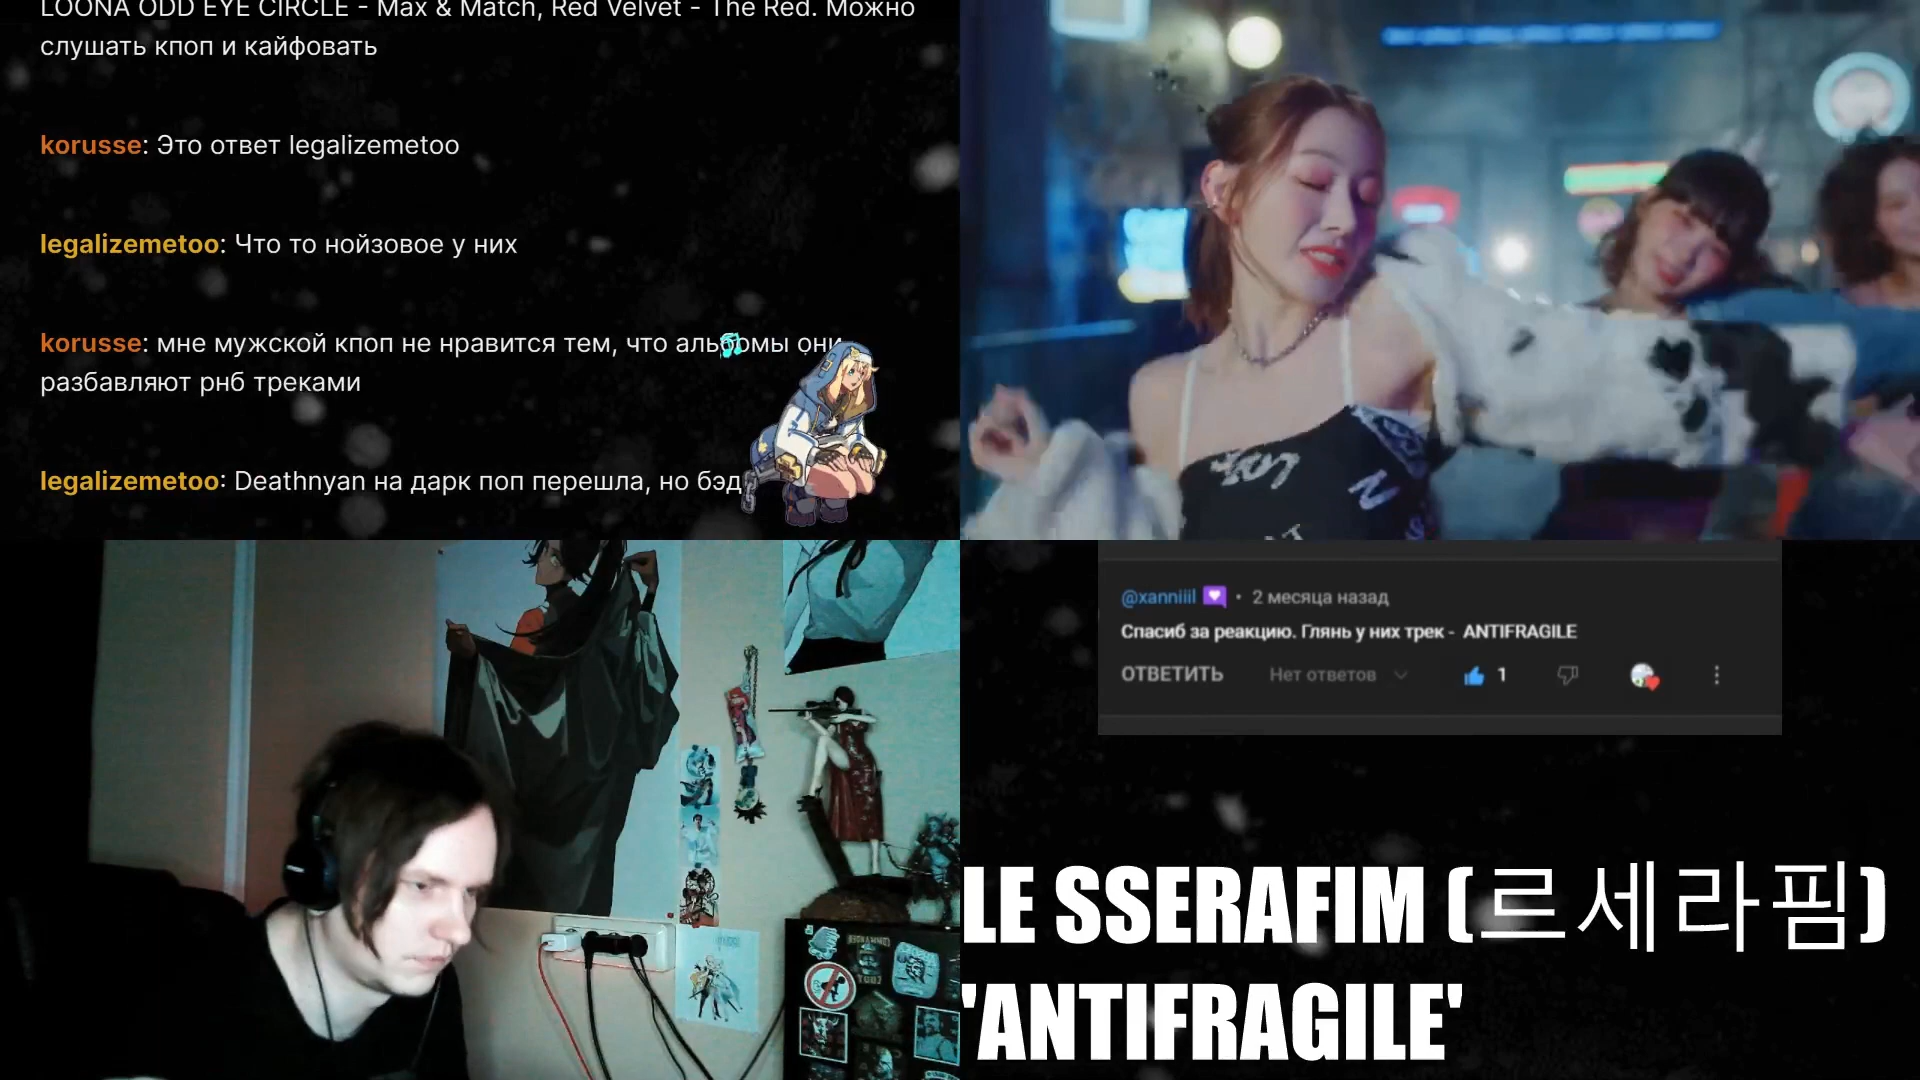 LOONA ODD EYE CIRCLE - Max & Match, Red Velvet - The Red. Можно
слушать кпоп и кайфовать
korusse: Это ответ legalizemetoo
legalizemetoo: Что то нойзовое у них
korusse: мне мужской кпоп не нравится тем, что альбомы они
разбавляют рнб треками
legalizemetoo: Deathnyan на дарк поп перешла, но бэд
@xanniiil • 2 месяца назад
Спасиб за реакцию. Глянь у них трек - ANTIFRAGILE
ОТВЕТИТЬ Нет ответов 1
LE SSERAFIM (르세라핌)
'ANTIFRAGILE'